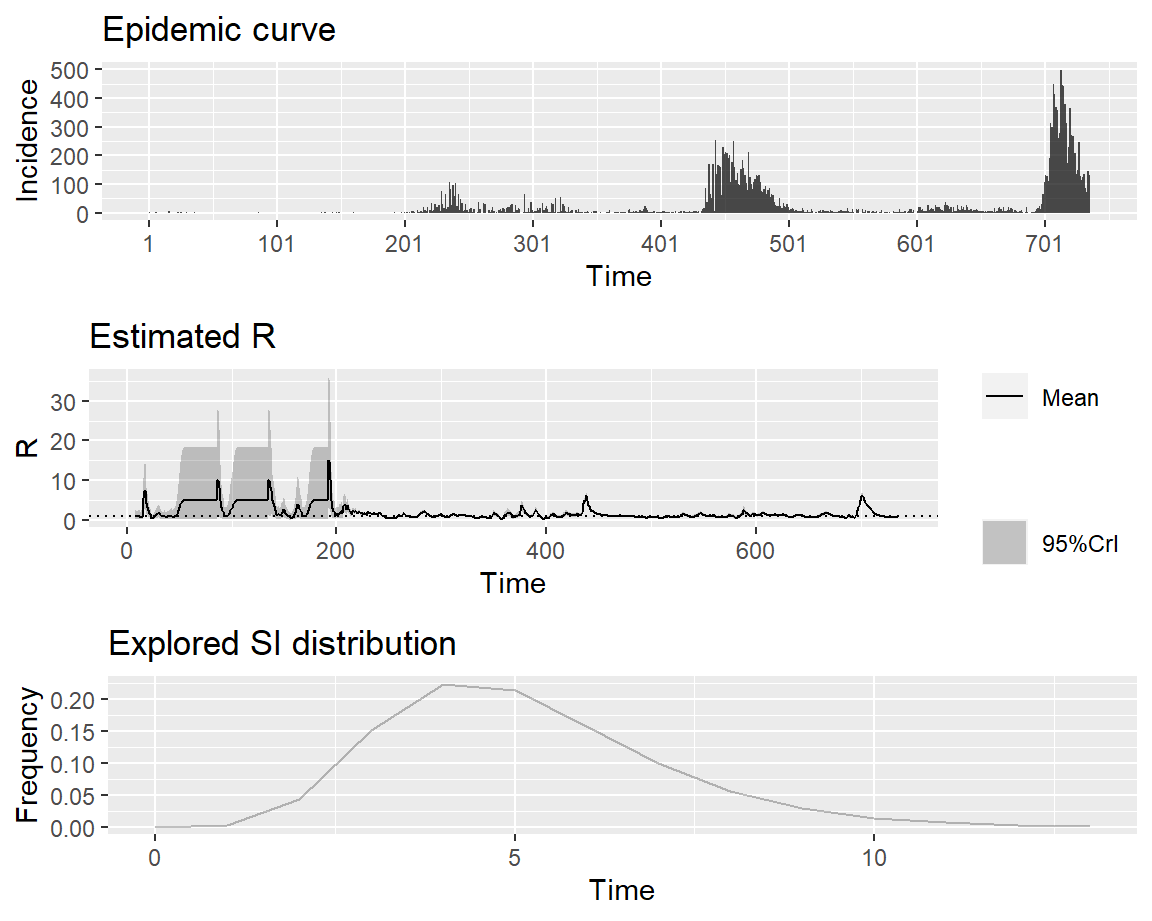 Epidemic curve
500
400
300
200
100
0
Incidence
1 101 201 301 401 501 601 701
Time
Estimated R
30
20
10
0
R
0 200 400 600
Time
Mean
95%CrI
Explored SI distribution
0.20
0.15
0.10
0.05
0.00
Frequency
0 5 10
Time